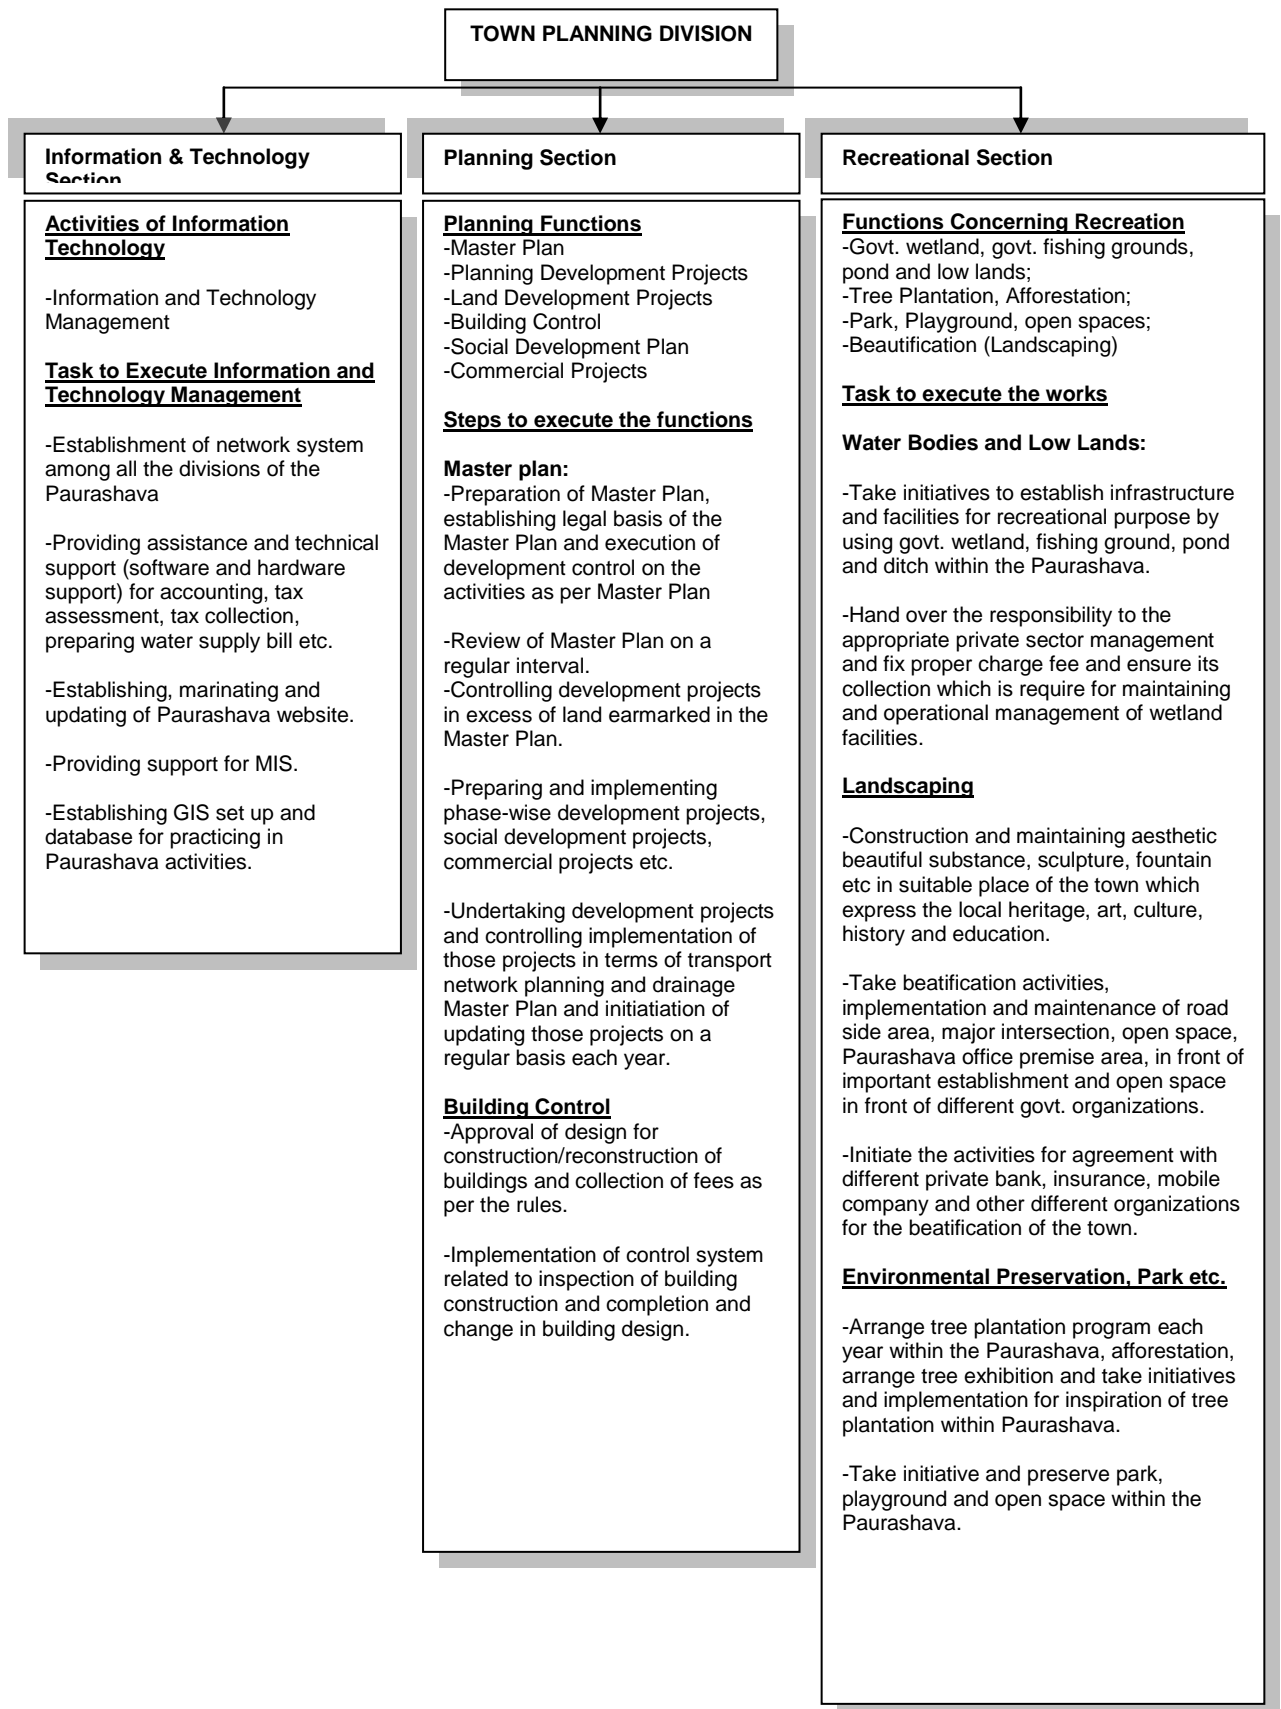 TOWN PLANNING DIVISION
Information & Technology
Section
Activities of Information
Technology
-Information and Technology
Management
Task to Execute Information and
Technology Management
-Establishment of network system
among all the divisions of the
Paurashava
-Providing assistance and technical
support (software and hardware
support) for accounting, tax
assessment, tax collection,
preparing water supply bill etc.
-Establishing, marinating and
updating of Paurashava website.
-Providing support for MIS.
-Establishing GIS set up and
database for practicing in
Paurashava activities.
Planning Section
Planning Functions
-Master Plan
-Planning Development Projects
-Land Development Projects
-Building Control
-Social Development Plan
-Commercial Projects
Steps to execute the functions
Master plan:
-Preparation of Master Plan,
establishing legal basis of the
Master Plan and execution of
development control on the
activities as per Master Plan
-Review of Master Plan on a
regular interval.
-Controlling development projects
in excess of land earmarked in the
Master Plan.
-Preparing and implementing
phase-wise development projects,
social development projects,
commercial projects etc.
-Undertaking development projects
and controlling implementation of
those projects in terms of transport
network planning and drainage
Master Plan and initiatiation of
updating those projects on a
regular basis each year.
Building Control
-Approval of design for
construction/reconstruction of
buildings and collection of fees as
per the rules.
-Implementation of control system
related to inspection of building
construction and completion and
change in building design.
Recreational Section
Functions Concerning Recreation
-Govt. wetland, govt. fishing grounds,
pond and low lands;
-Tree Plantation, Afforestation;
-Park, Playground, open spaces;
-Beautification (Landscaping)
Task to execute the works
Water Bodies and Low Lands:
-Take initiatives to establish infrastructure
and facilities for recreational purpose by
using govt. wetland, fishing ground, pond
and ditch within the Paurashava.
-Hand over the responsibility to the
appropriate private sector management
and fix proper charge fee and ensure its
collection which is require for maintaining
and operational management of wetland
facilities.
Landscaping
-Construction and maintaining aesthetic
beautiful substance, sculpture, fountain
etc in suitable place of the town which
express the local heritage, art, culture,
history and education.
-Take beatification activities,
implementation and maintenance of road
side area, major intersection, open space,
Paurashava office premise area, in front of
important establishment and open space
in front of different govt. organizations.
-Initiate the activities for agreement with
different private bank, insurance, mobile
company and other different organizations
for the beatification of the town.
Environmental Preservation, Park etc.
-Arrange tree plantation program each
year within the Paurashava, afforestation,
arrange tree exhibition and take initiatives
and implementation for inspiration of tree
plantation within Paurashava.
-Take initiative and preserve park,
playground and open space within the
Paurashava.